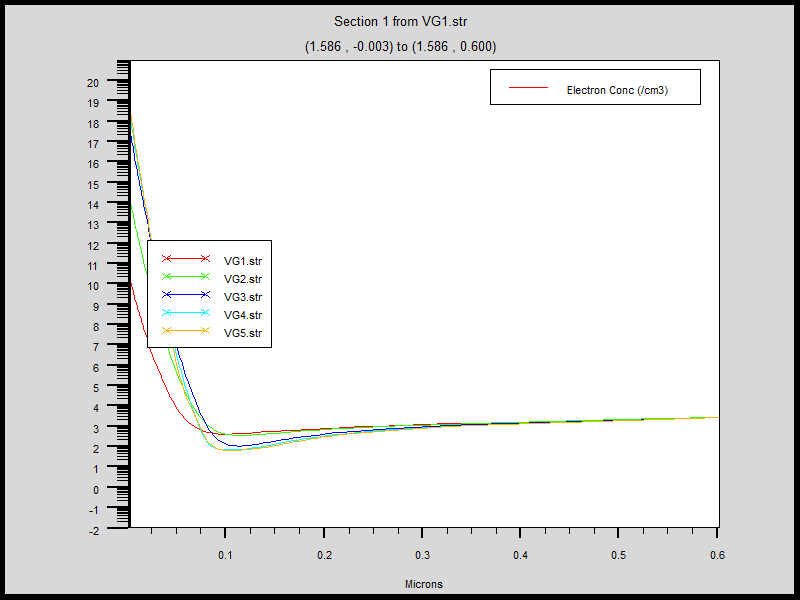 Section 1 from VG1.str
(1.586 , -0.003) to (1.586 , 0.600)
Electron Conc (/cm3)
20
19
18
17
16
15
14
13
12
11
10
9
8
7
6
5
4
3
2
1
0
-1
-2
VG1.str
VG2.str
VG3.str
VG4.str
VG5.str
0.1 0.2 0.3 0.4 0.5 0.6
Microns